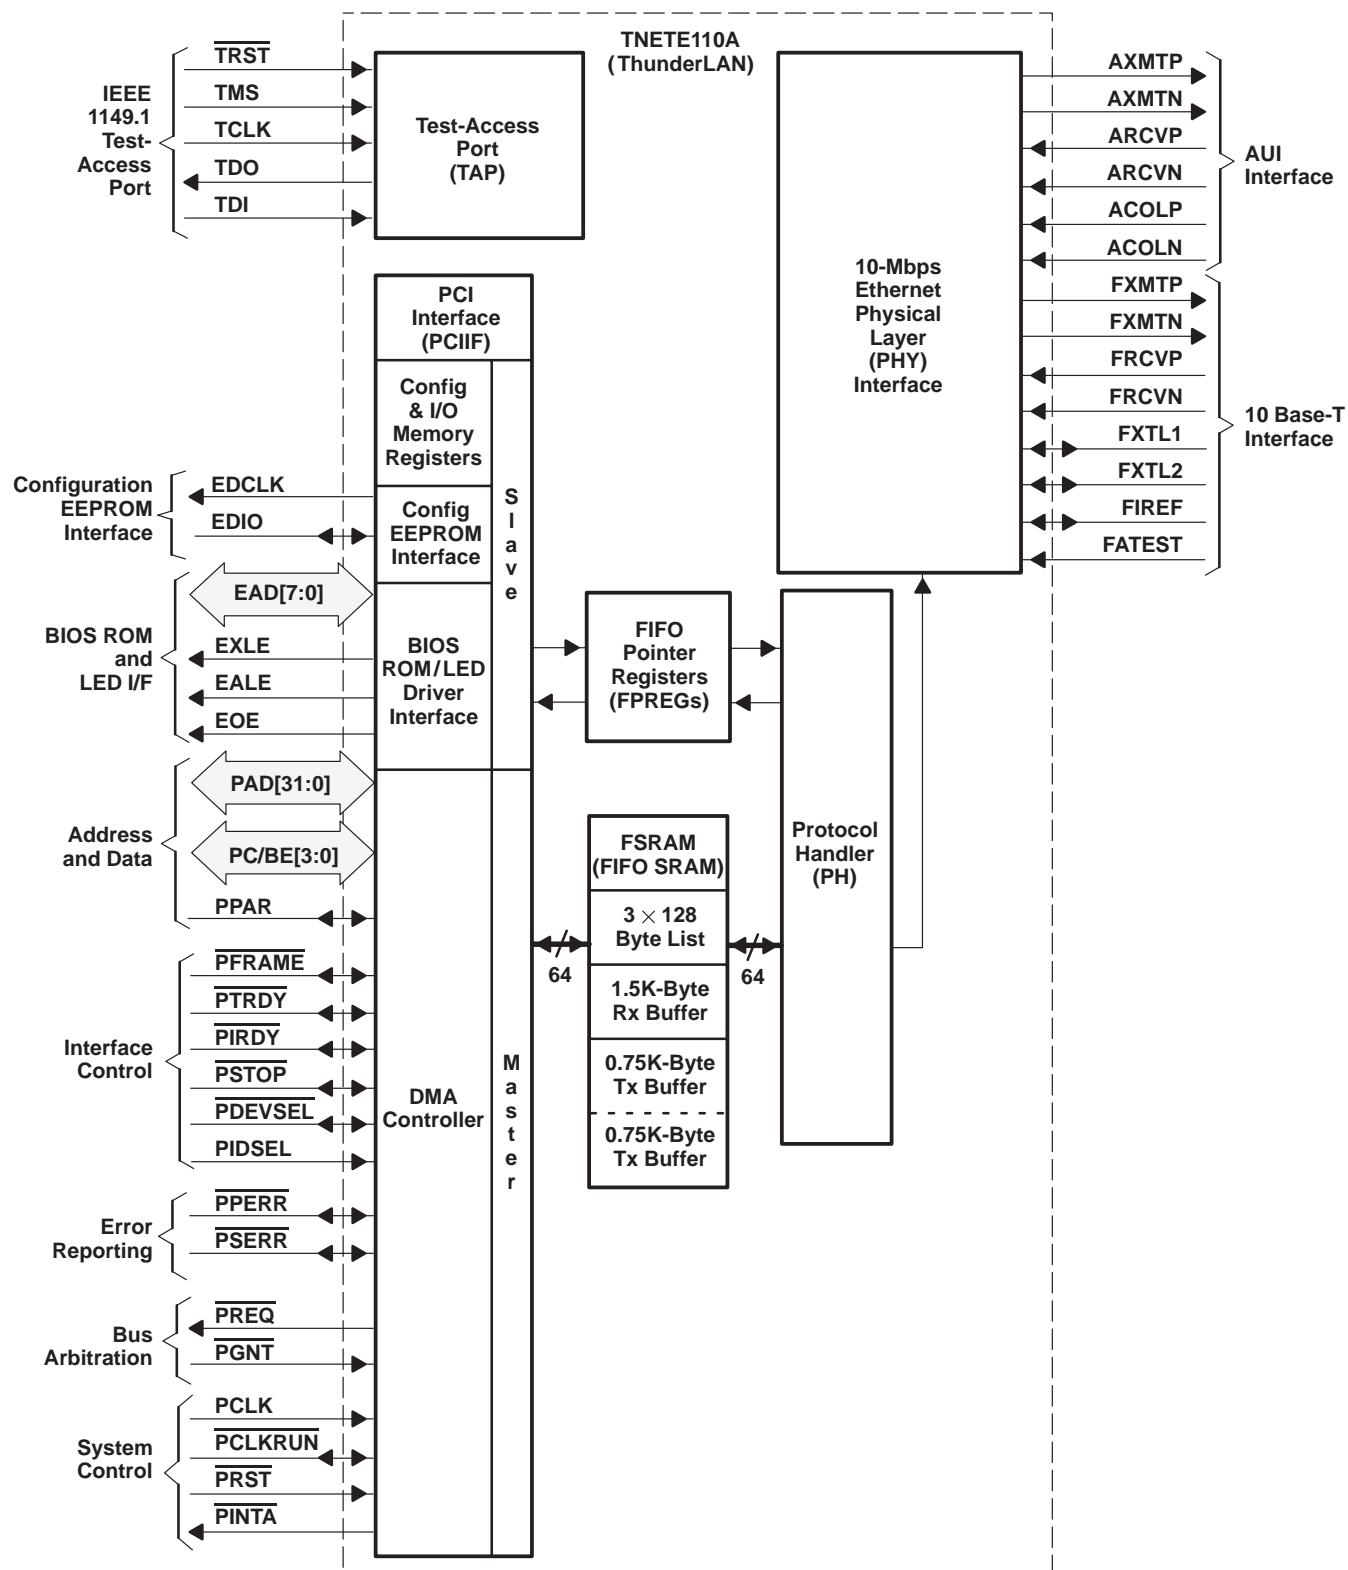 TNETE110A
(ThunderLAN)
IEEE
1149.1
Test-
Access
Port
TRST
TMS
TCLK
TDO
TDI
Test-Access
Port
(TAP)
PCI
Interface
(PCIIF)
Config
& I/O
Memory
Registers
Config
EEPROM
Interface
BIOS
ROM/LED
Driver
Interface
Slave
DMA
Controller
Master
Configuration
EEPROM
Interface
EDCLK
EDIO
BIOS ROM
and
LED I/F
EAD[7:0]
EXLE
EALE
EOE
Address
and Data
PAD[31:0]
PC/BE[3:0]
PPAR
Interface
Control
PFRAME
PTRDY
PIRDY
PSTOP
PDEVSEL
PIDSEL
Error
Reporting
PPERR
PSERR
Bus
Arbitration
PREQ
PGNT
System
Control
PCLK
PCLKRUN
PRST
PINTA
FIFO
Pointer
Registers
(FPREGs)
FSRAM
(FIFO SRAM)
3 × 128
Byte List
1.5K-Byte
Rx Buffer
0.75K-Byte
Tx Buffer
0.75K-Byte
Tx Buffer
64
64
Protocol
Handler
(PH)
10-Mbps
Ethernet
Physical
Layer
(PHY)
Interface
AXMTP
AXMTN
ARCVP
ARCVN
ACOLP
ACOLN
AUI
Interface
FXMTP
FXMTN
FRCVP
FRCVN
FXTL1
FXTL2
FIREF
FATEST
10 Base-T
Interface